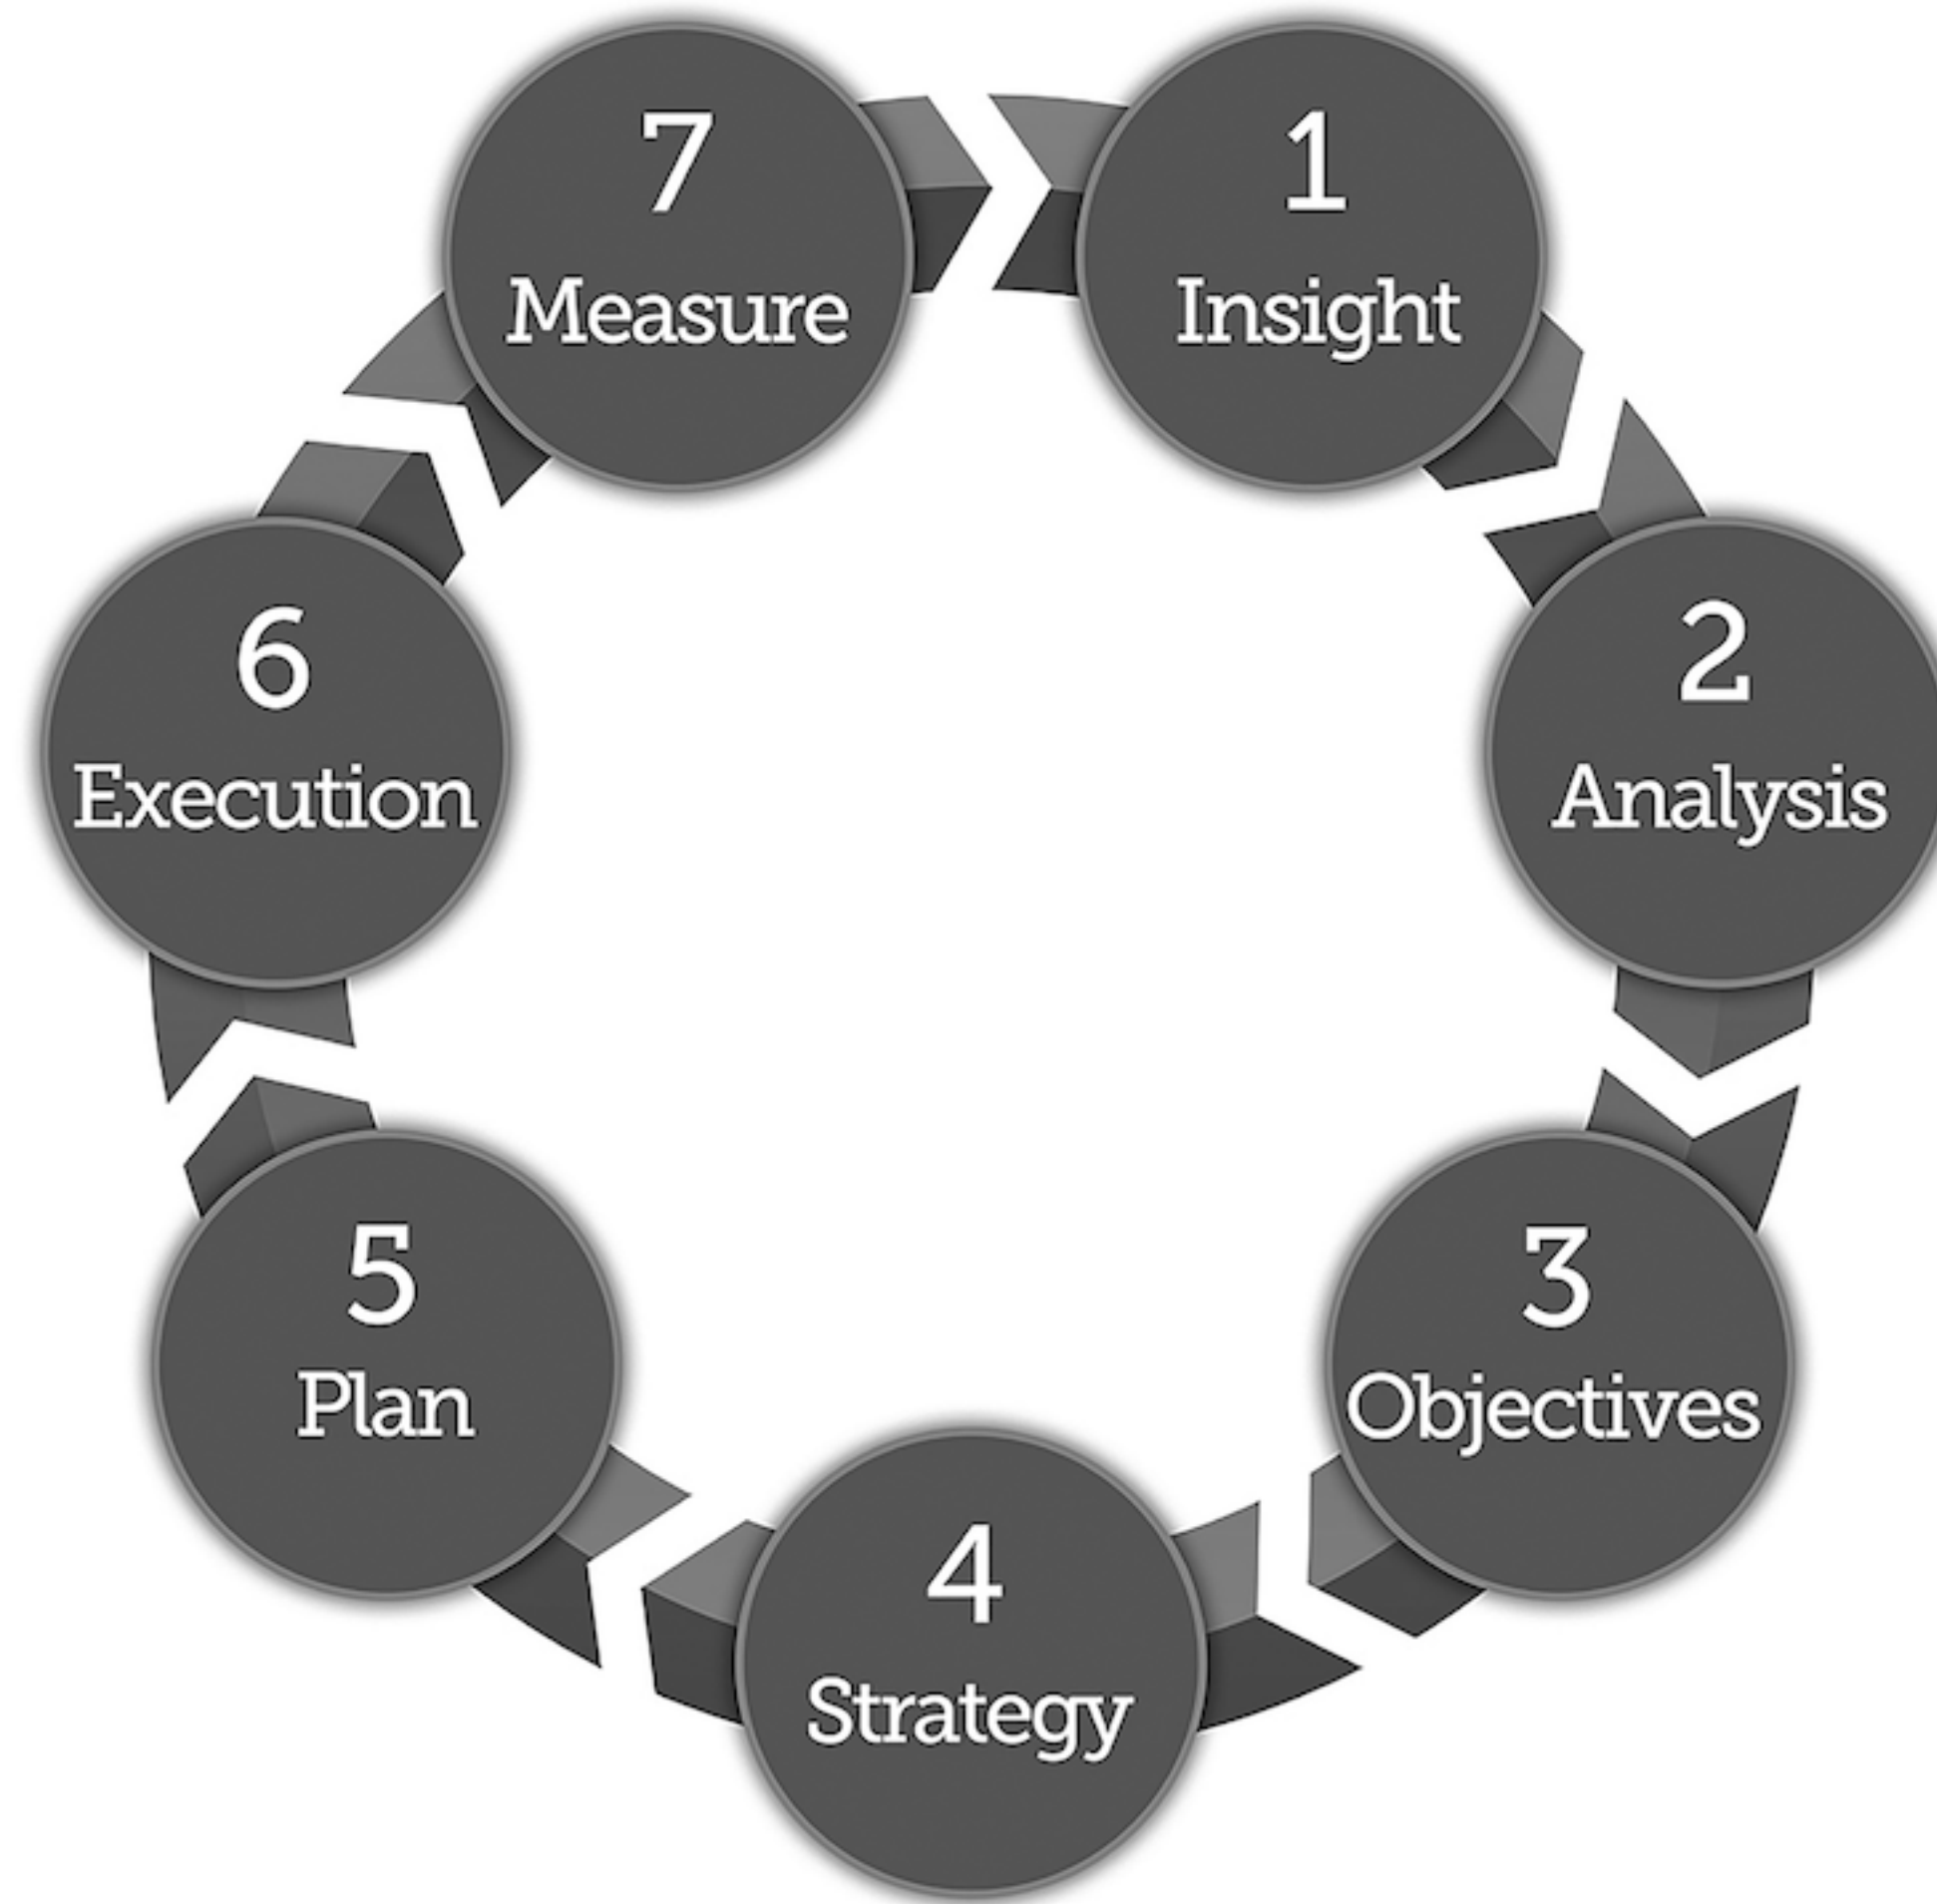 1
Insight
2
Analysis
3
Objectives
4
Strategy
5
Plan
6
Execution
7
Measure